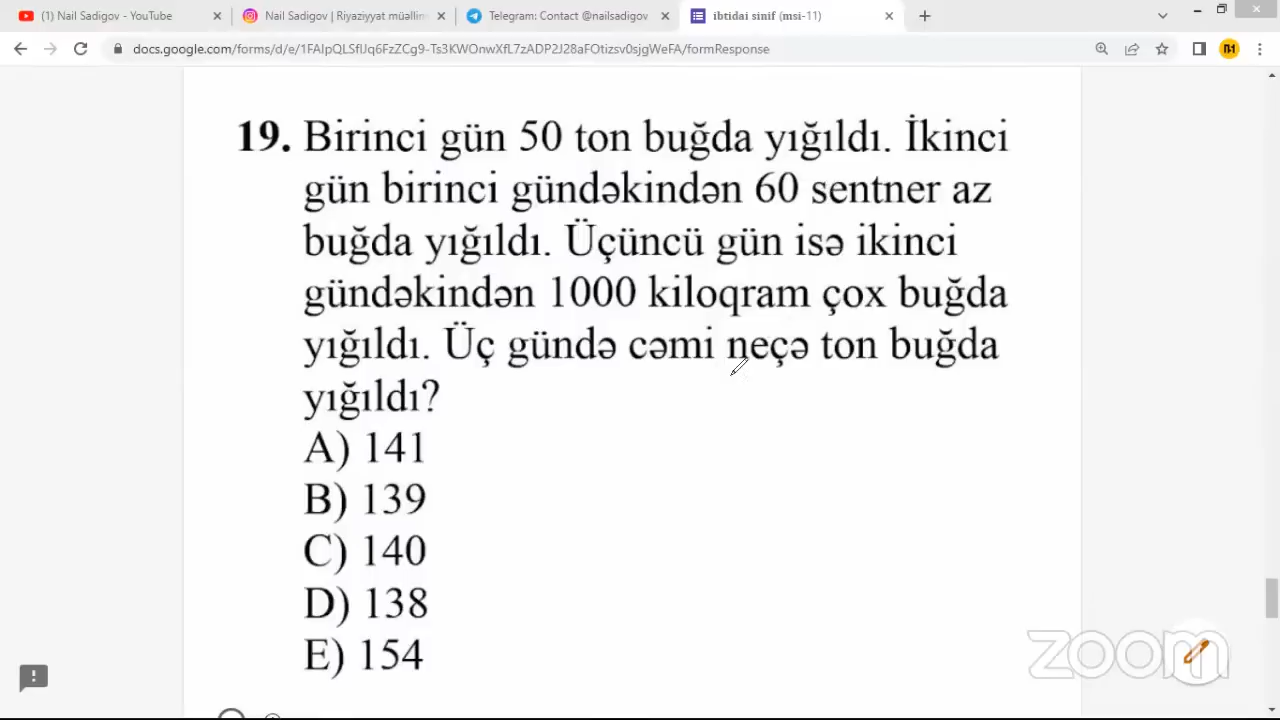 (1) Nail Sadigov - YouTube
Nail Sadigov | Riyaziyyat müəllim
Telegram: Contact @nailsadigov
ibtidai sinif (msi-11)
docs.google.com/forms/d/e/1FAIpQLSfIJq6FzZCg9-Ts3KWOnwXfL7zADP2J28aFOtizsv0sjgWeFA/formResponse
19. Birinci gün 50 ton buğda yığıldı. İkinci
gün birinci gündəkindən 60 sentner az
buğda yığıldı. Üçüncü gün isə ikinci
gündəkindən 1000 kiloqram çox buğda
yığıldı. Üç gündə cəmi neçə ton buğda
yığıldı?
A) 141
B) 139
C) 140
D) 138
E) 154
zoom